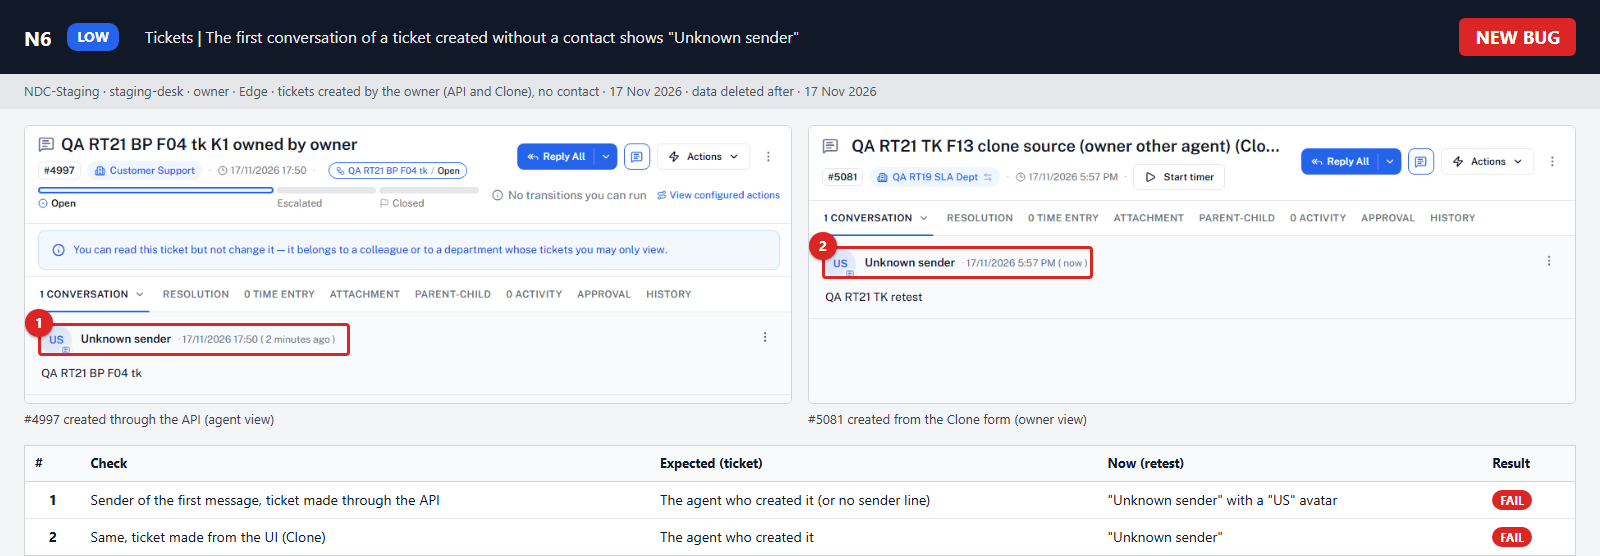 N6 LOW Tickets | The first conversation of a ticket created without a contact shows "Unknown sender" NEW BUG
NDC-Staging · staging-desk · owner · Edge · tickets created by the owner (API and Clone), no contact · 17 Nov 2026 · data deleted after · 17 Nov 2026
QA RT21 BP F04 tk K1 owned by owner
Reply All
Actions
#4997 Customer Support · 17/11/2026 17:50 · QA RT21 BP F04 tk / Open
Open Escalated Closed
No transitions you can run View configured actions
You can read this ticket but not change it — it belongs to a colleague or to a department whose tickets you may only view.
1 CONVERSATION RESOLUTION 0 TIME ENTRY ATTACHMENT PARENT-CHILD 0 ACTIVITY APPROVAL HISTORY
1
US Unknown sender · 17/11/2026 17:50 ( 2 minutes ago )
QA RT21 BP F04 tk
#4997 created through the API (agent view)
QA RT21 TK F13 clone source (owner other agent) (Clo...
Reply All
Actions
#5081 QA RT19 SLA Dept · 17/11/2026 5:57 PM · Start timer
1 CONVERSATION RESOLUTION 0 TIME ENTRY ATTACHMENT PARENT-CHILD 0 ACTIVITY APPROVAL HISTORY
2
US Unknown sender · 17/11/2026 5:57 PM ( now )
QA RT21 TK retest
#5081 created from the Clone form (owner view)
# Check Expected (ticket) Now (retest) Result
1 Sender of the first message, ticket made through the API The agent who created it (or no sender line) "Unknown sender" with a "US" avatar FAIL
2 Same, ticket made from the UI (Clone) The agent who created it "Unknown sender" FAIL